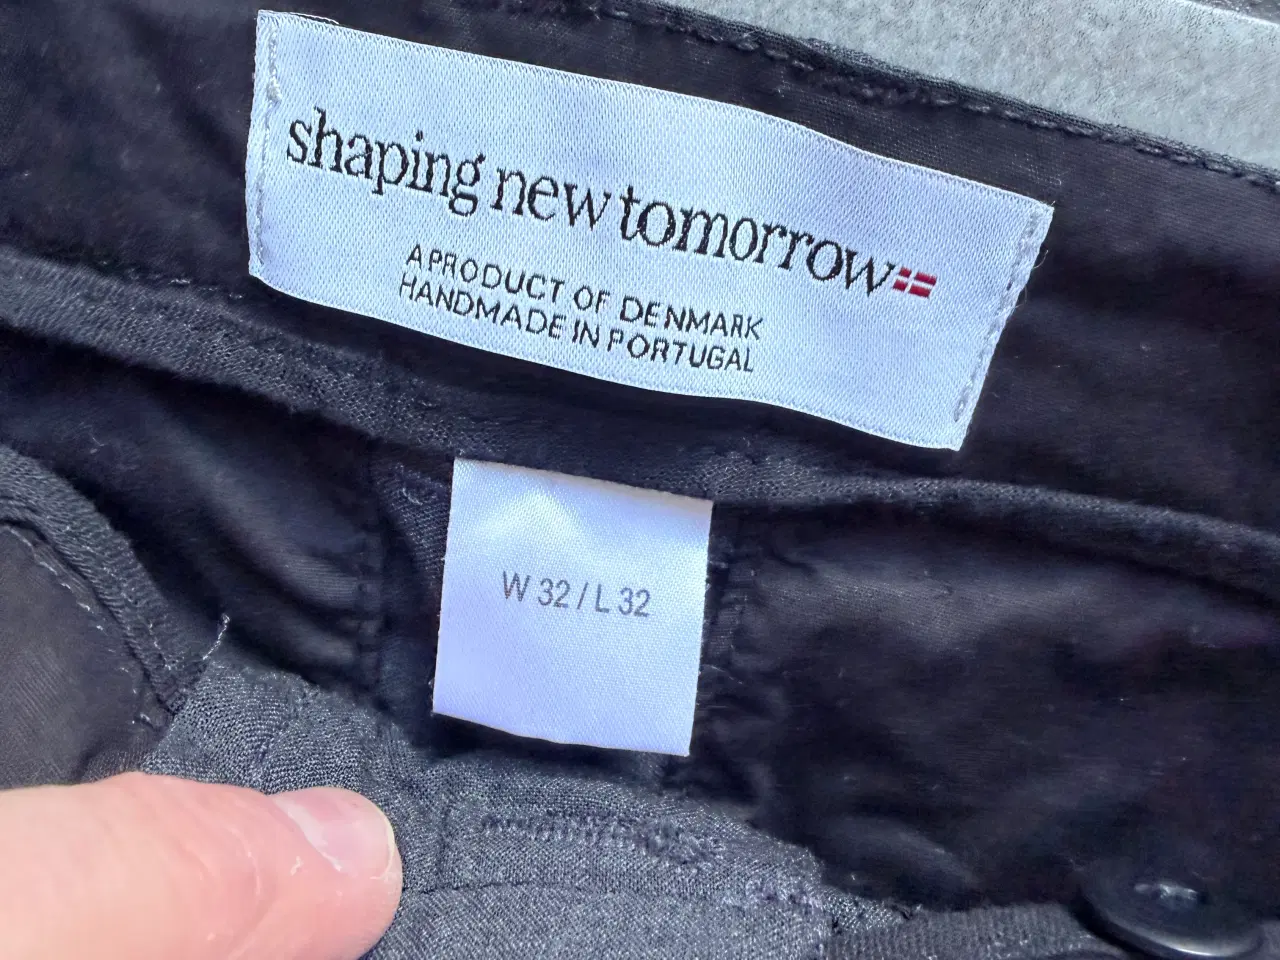 shaping new tomorrow
A PRODUCT OF DENMARK
HANDMADE IN PORTUGAL
W 32 / L 32